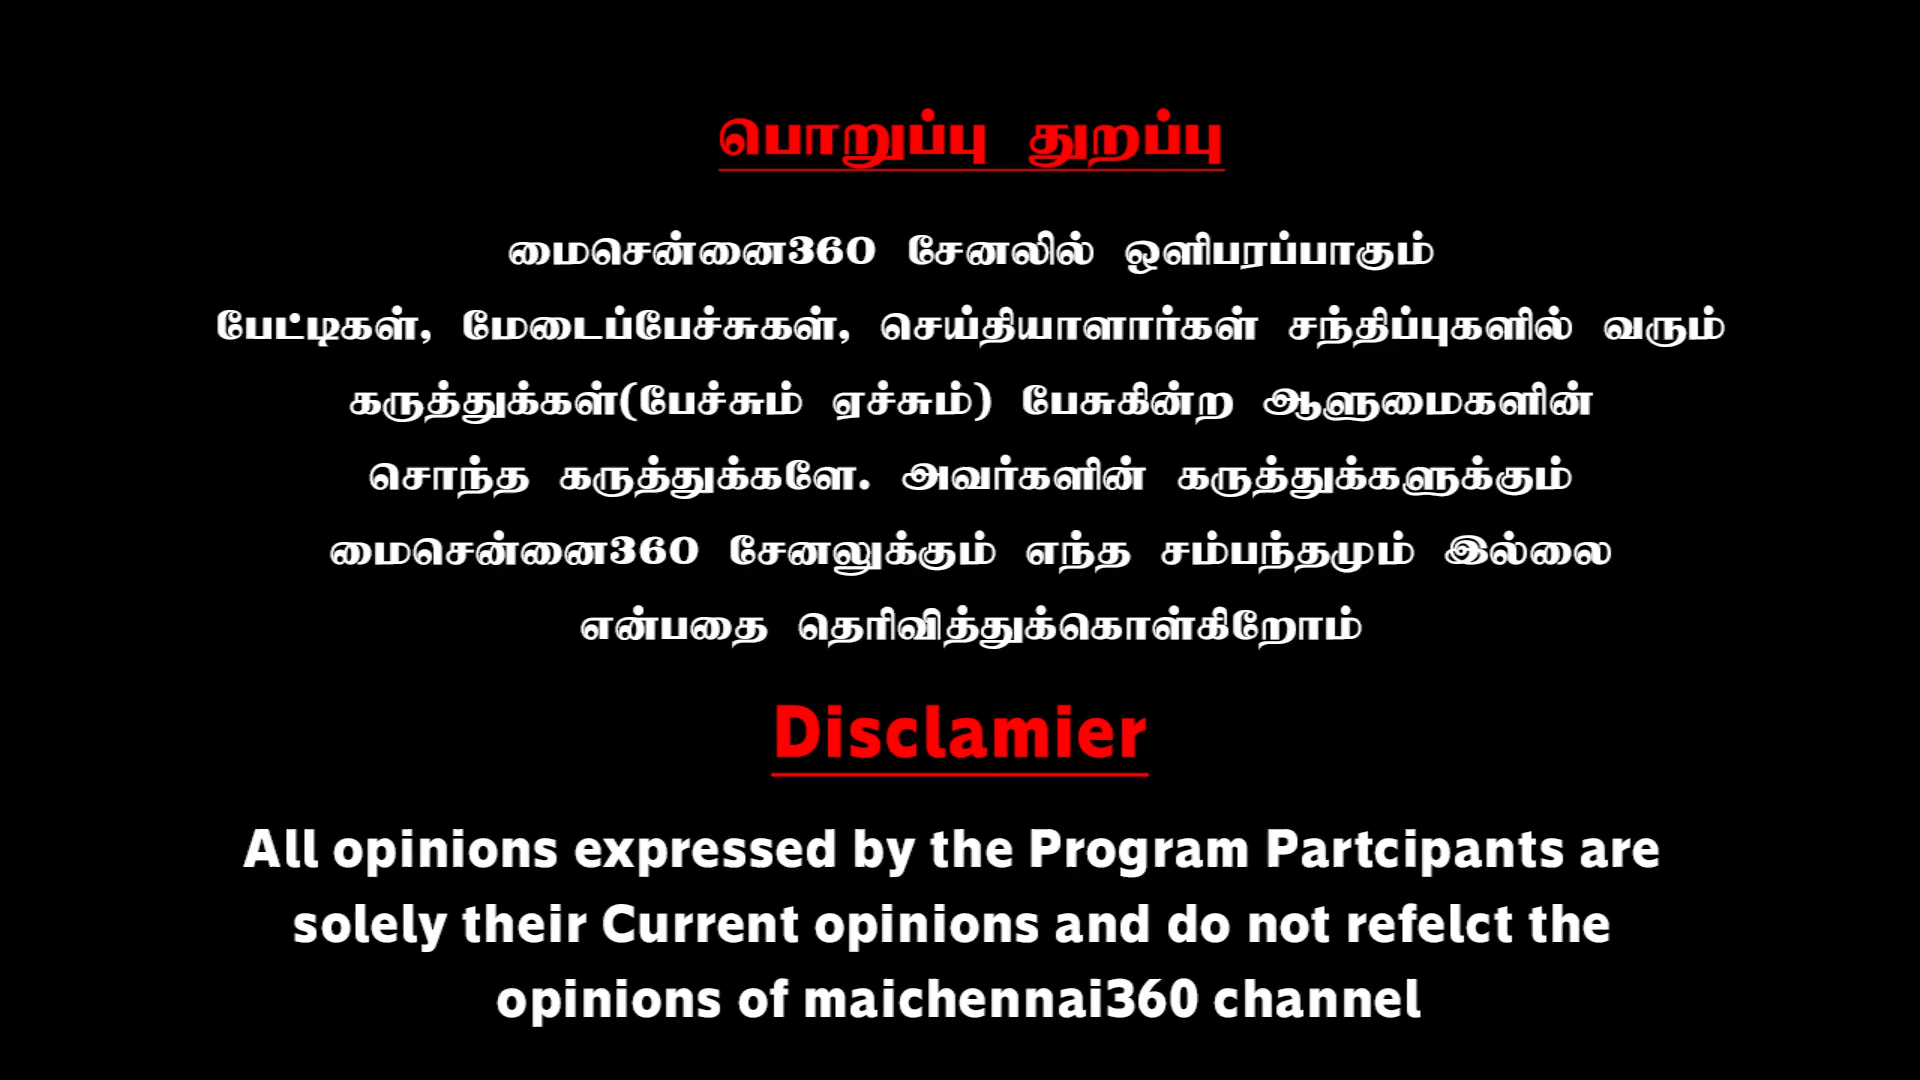 பொறுப்பு துறப்பு
மைசென்னை360 சேனலில் ஒளிபரப்பாகும்
பேட்டிகள், மேடைப்பேச்சுகள், செய்தியாளார்கள் சந்திப்புகளில் வரும்
கருத்துக்கள்(பேச்சும் ஏச்சும்) பேசுகின்ற ஆளுமைகளின்
சொந்த கருத்துக்களே. அவர்களின் கருத்துக்களுக்கும்
மைசென்னை360 சேனலுக்கும் எந்த சம்பந்தமும் இல்லை
என்பதை தெரிவித்துக்கொள்கிறோம்
Disclamier
All opinions expressed by the Program Partcipants are
solely their Current opinions and do not refelct the
opinions of maichennai360 channel